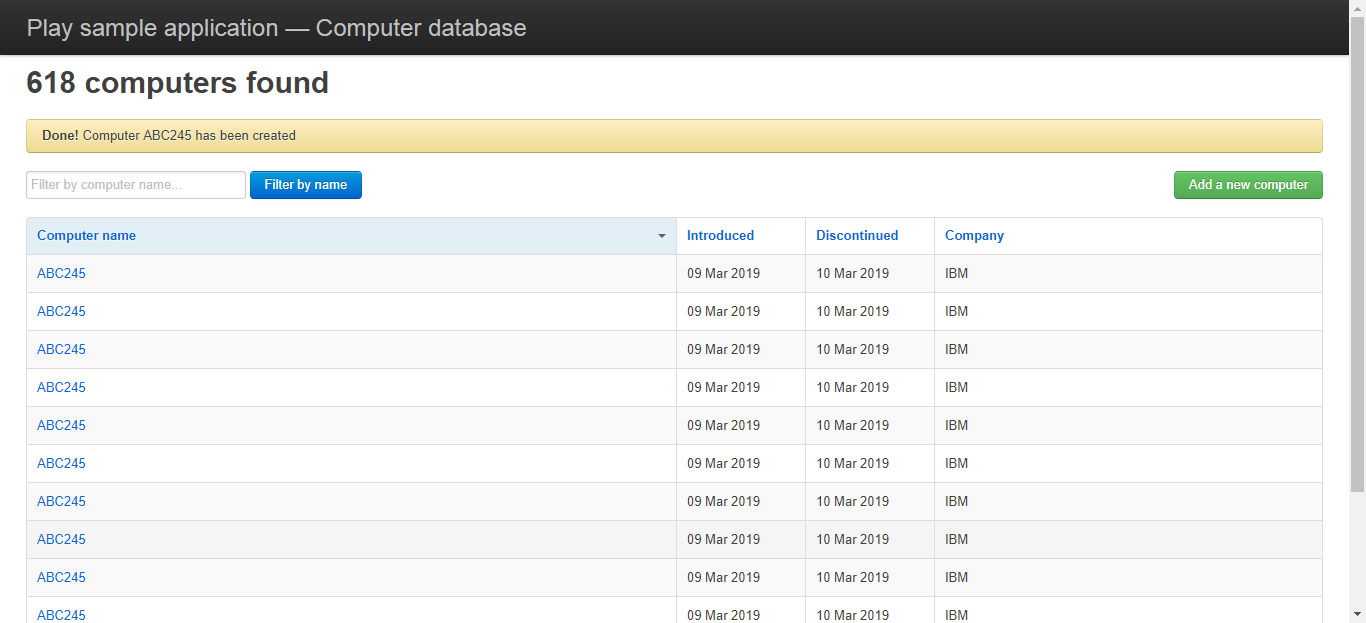 Play sample application — Computer database
618 computers found
Done! Computer ABC245 has been created
Filter by computer name... Filter by name Add a new computer
Computer name Introduced Discontinued Company
ABC245 09 Mar 2019 10 Mar 2019 IBM
ABC245 09 Mar 2019 10 Mar 2019 IBM
ABC245 09 Mar 2019 10 Mar 2019 IBM
ABC245 09 Mar 2019 10 Mar 2019 IBM
ABC245 09 Mar 2019 10 Mar 2019 IBM
ABC245 09 Mar 2019 10 Mar 2019 IBM
ABC245 09 Mar 2019 10 Mar 2019 IBM
ABC245 09 Mar 2019 10 Mar 2019 IBM
ABC245 09 Mar 2019 10 Mar 2019 IBM
ABC245 09 Mar 2019 10 Mar 2019 IBM